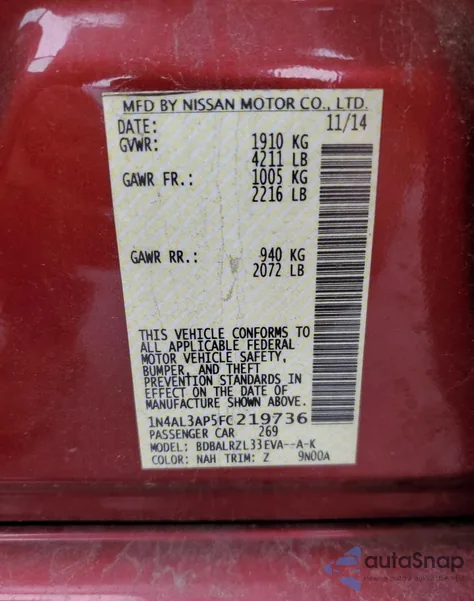 MFD BY NISSAN MOTOR CO., LTD.
DATE: 11/14
GVWR: 1910 KG
4211 LB
GAWR FR.: 1005 KG
2216 LB
GAWR RR.: 940 KG
2072 LB
THIS VEHICLE CONFORMS TO
ALL APPLICABLE FEDERAL
MOTOR VEHICLE SAFETY,
BUMPER, AND THEFT
PREVENTION STANDARDS IN
EFFECT ON THE DATE OF
MANUFACTURE SHOWN ABOVE.
1N4AL3AP5FC219736
PASSENGER CAR 269
MODEL: BDBALRZL33EVA--A-K
COLOR: NAH TRIM: Z 9N00A
autoSnap